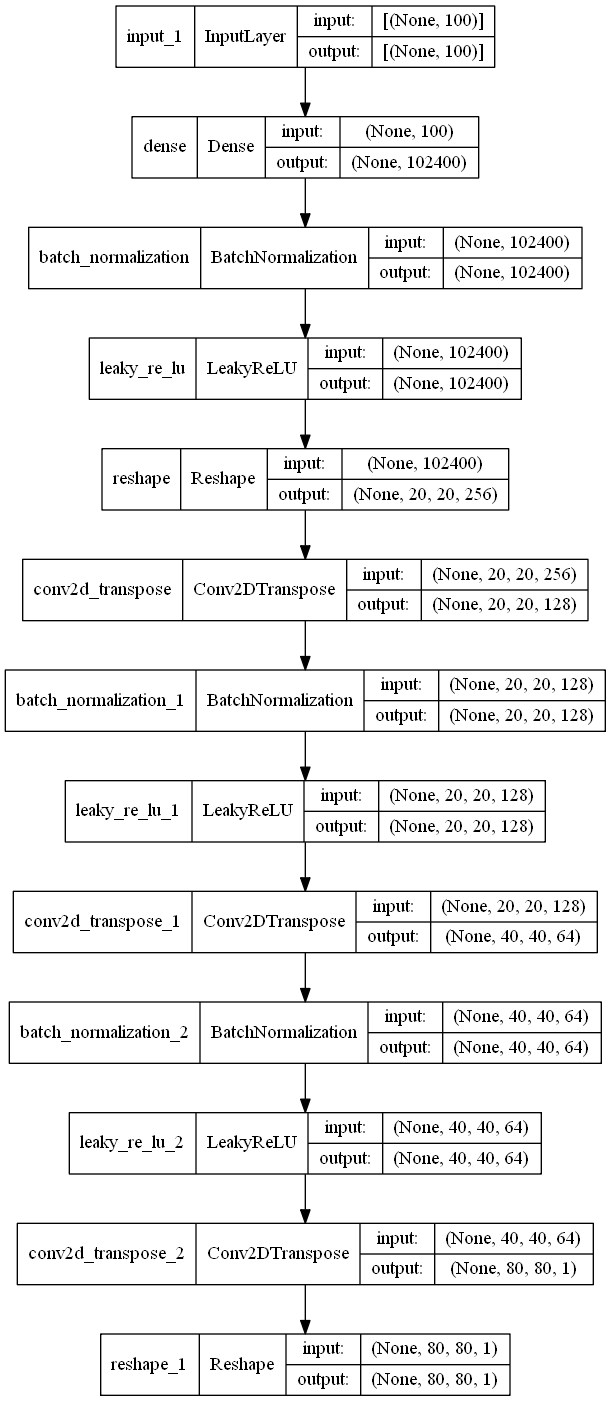 input_1 InputLayer input: [(None, 100)]
output: [(None, 100)]
dense Dense input: (None, 100)
output: (None, 102400)
batch_normalization BatchNormalization input: (None, 102400)
output: (None, 102400)
leaky_re_lu LeakyReLU input: (None, 102400)
output: (None, 102400)
reshape Reshape input: (None, 102400)
output: (None, 20, 20, 256)
conv2d_transpose Conv2DTranspose input: (None, 20, 20, 256)
output: (None, 20, 20, 128)
batch_normalization_1 BatchNormalization input: (None, 20, 20, 128)
output: (None, 20, 20, 128)
leaky_re_lu_1 LeakyReLU input: (None, 20, 20, 128)
output: (None, 20, 20, 128)
conv2d_transpose_1 Conv2DTranspose input: (None, 20, 20, 128)
output: (None, 40, 40, 64)
batch_normalization_2 BatchNormalization input: (None, 40, 40, 64)
output: (None, 40, 40, 64)
leaky_re_lu_2 LeakyReLU input: (None, 40, 40, 64)
output: (None, 40, 40, 64)
conv2d_transpose_2 Conv2DTranspose input: (None, 40, 40, 64)
output: (None, 80, 80, 1)
reshape_1 Reshape input: (None, 80, 80, 1)
output: (None, 80, 80, 1)